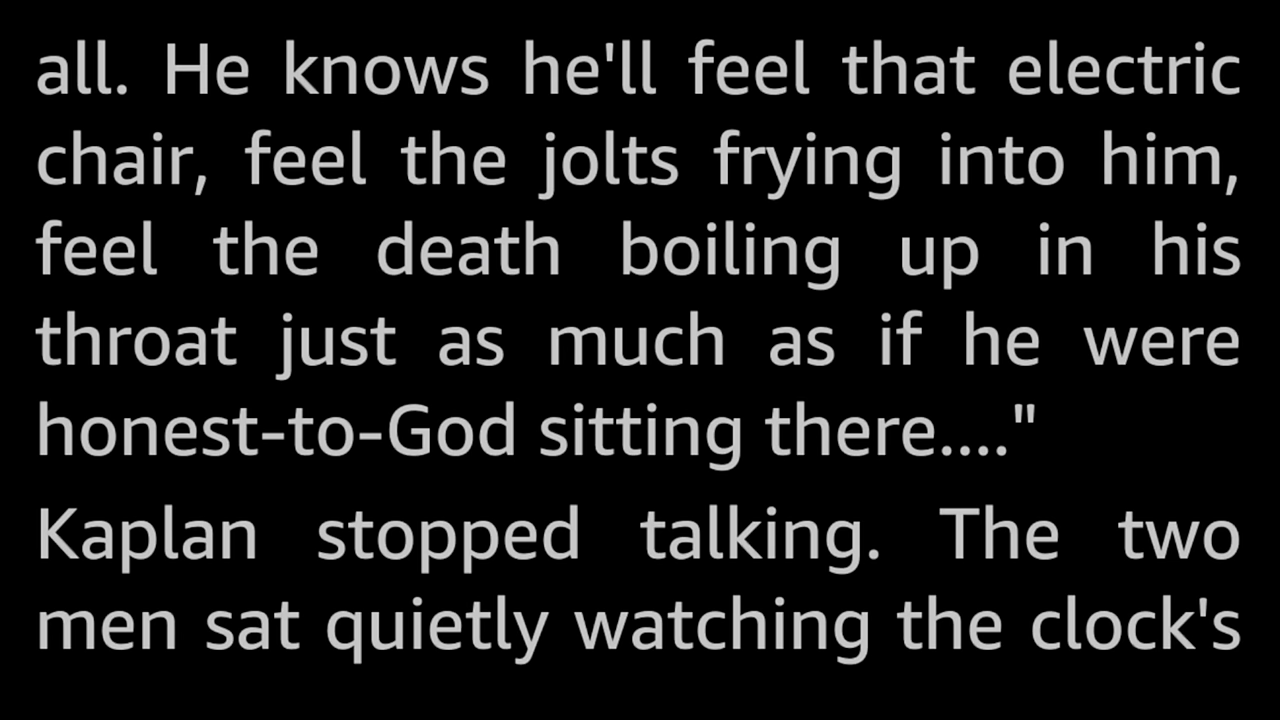 all. He knows he'll feel that electric
chair, feel the jolts frying into him,
feel the death boiling up in his
throat just as much as if he were
honest-to-God sitting there...."
Kaplan stopped talking. The two
men sat quietly watching the clock's